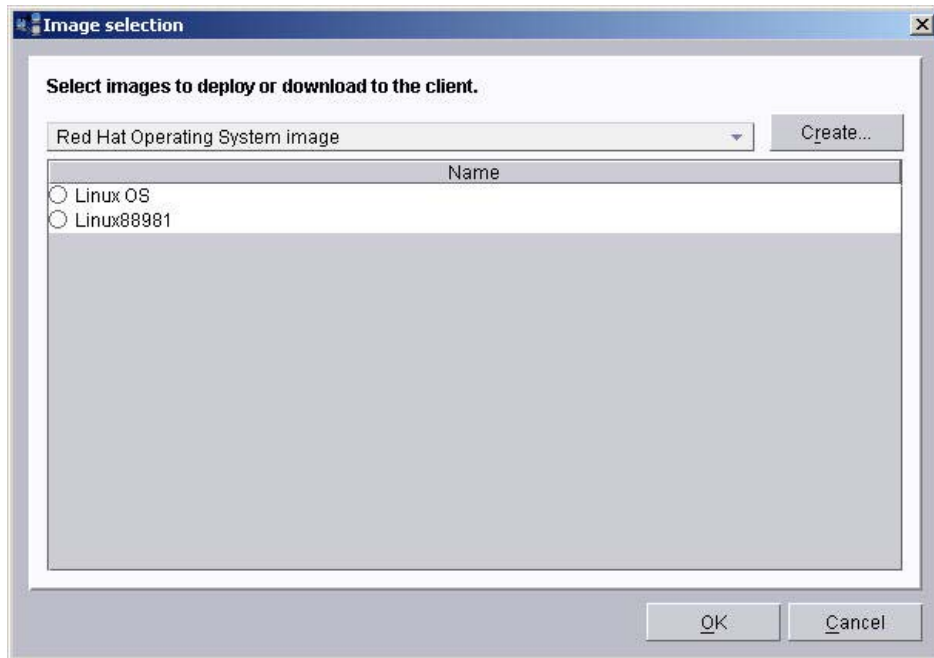 Image selection
Select images to deploy or download to the client.
Red Hat Operating System image
Create...
Name
Linux OS
Linux88981
OK
Cancel